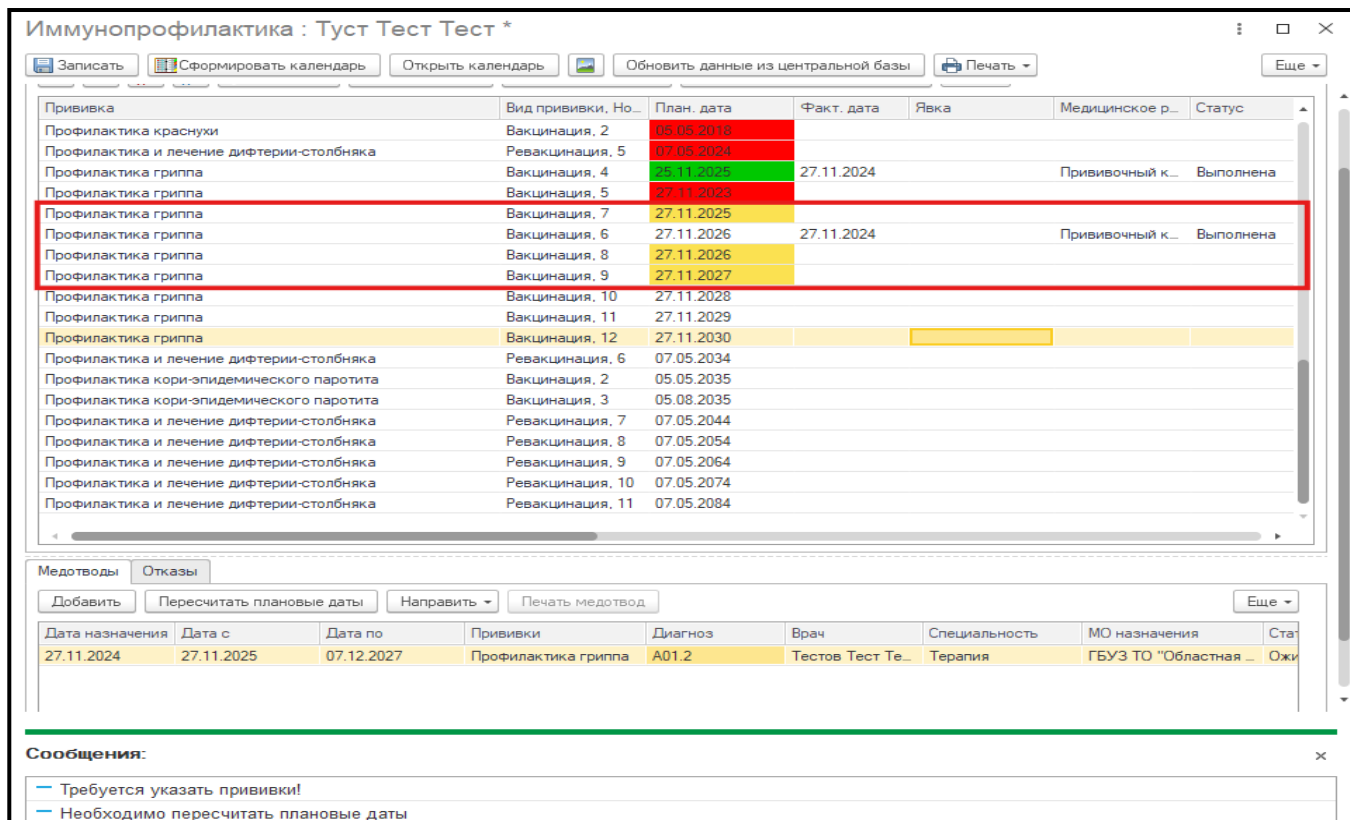 Иммунопрофилактика : Туст Тест Тест *
Записать Сформировать календарь Открыть календарь Обновить данные из центральной базы Печать Еще
Прививка Вид прививки, Но... План. дата Факт. дата Явка Медицинское р... Статус
Профилактика краснухи Вакцинация, 2 05.05.2018
Профилактика и лечение дифтерии-столбняка Ревакцинация, 5 07.05.2024
Профилактика гриппа Вакцинация, 4 25.11.2025 27.11.2024 Прививочный к... Выполнена
Профилактика гриппа Вакцинация, 5 27.11.2023
Профилактика гриппа Вакцинация, 7 27.11.2025
Профилактика гриппа Вакцинация, 6 27.11.2026 27.11.2024 Прививочный к... Выполнена
Профилактика гриппа Вакцинация, 8 27.11.2026
Профилактика гриппа Вакцинация, 9 27.11.2027
Профилактика гриппа Вакцинация, 10 27.11.2028
Профилактика гриппа Вакцинация, 11 27.11.2029
Профилактика гриппа Вакцинация, 12 27.11.2030
Профилактика и лечение дифтерии-столбняка Ревакцинация, 6 07.05.2034
Профилактика кори-эпидемического паротита Вакцинация, 2 05.05.2035
Профилактика кори-эпидемического паротита Вакцинация, 3 05.08.2035
Профилактика и лечение дифтерии-столбняка Ревакцинация, 7 07.05.2044
Профилактика и лечение дифтерии-столбняка Ревакцинация, 8 07.05.2054
Профилактика и лечение дифтерии-столбняка Ревакцинация, 9 07.05.2064
Профилактика и лечение дифтерии-столбняка Ревакцинация, 10 07.05.2074
Профилактика и лечение дифтерии-столбняка Ревакцинация, 11 07.05.2084
Медотводы Отказы
Добавить Пересчитать плановые даты Направить Печать медотвод Еще
Дата назначения Дата с Дата по Прививки Диагноз Врач Специальность МО назначения Стат
27.11.2024 27.11.2025 07.12.2027 Профилактика гриппа A01.2 Тестов Тест Те... Терапия ГБУЗ ТО "Областная ... Ожи
Сообщения:
Требуется указать прививки!
Необходимо пересчитать плановые даты